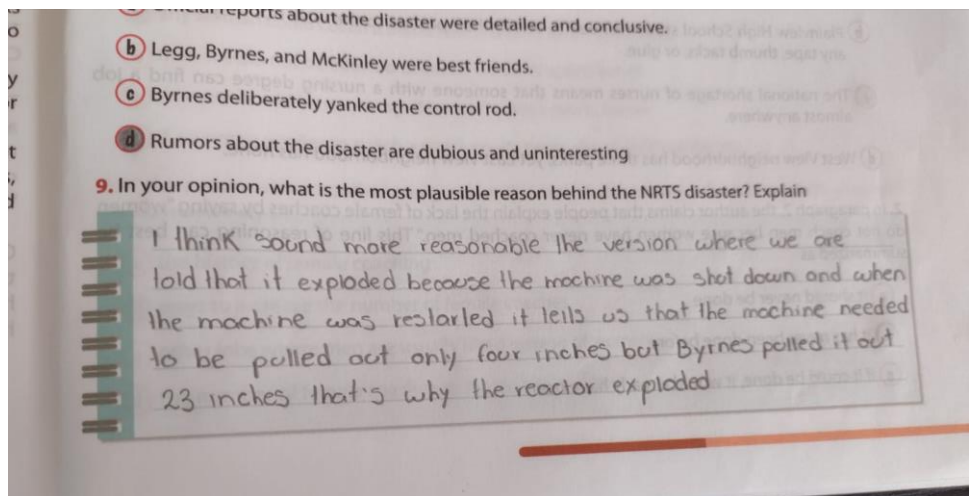 reports about the disaster were detailed and conclusive.
b Legg, Byrnes, and McKinley were best friends.
c Byrnes deliberately yanked the control rod.
d Rumors about the disaster are dubious and uninteresting
9. In your opinion, what is the most plausible reason behind the NRTS disaster? Explain
I think sound more reasonable the version where we are
told that it exploded because the machine was shot down and when
the machine was restarted it tells us that the machine needed
to be pulled out only four inches but Byrnes pulled it out
23 inches that's why the reactor exploded